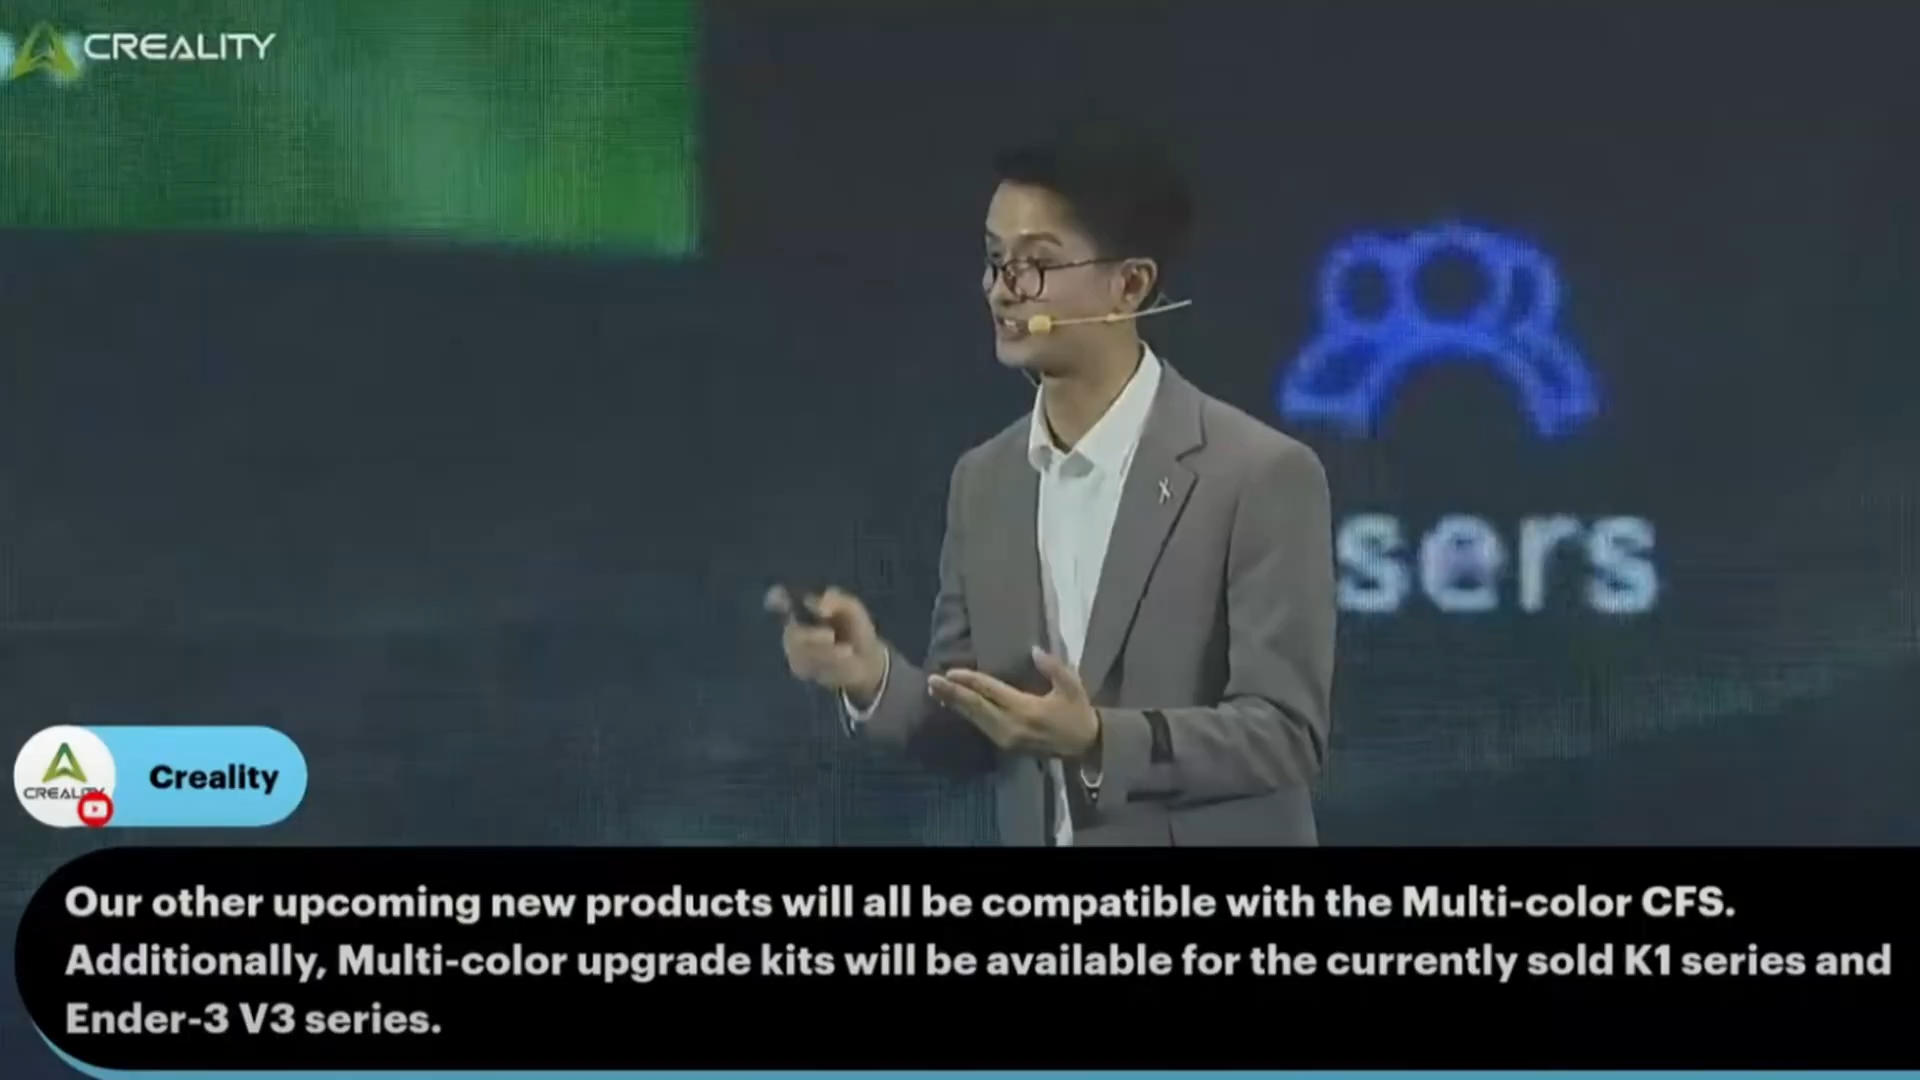 CREALITY
sers
CREALITY
Creality
Our other upcoming new products will all be compatible with the Multi-color CFS.
Additionally, Multi-color upgrade kits will be available for the currently sold K1 series and
Ender-3 V3 series.